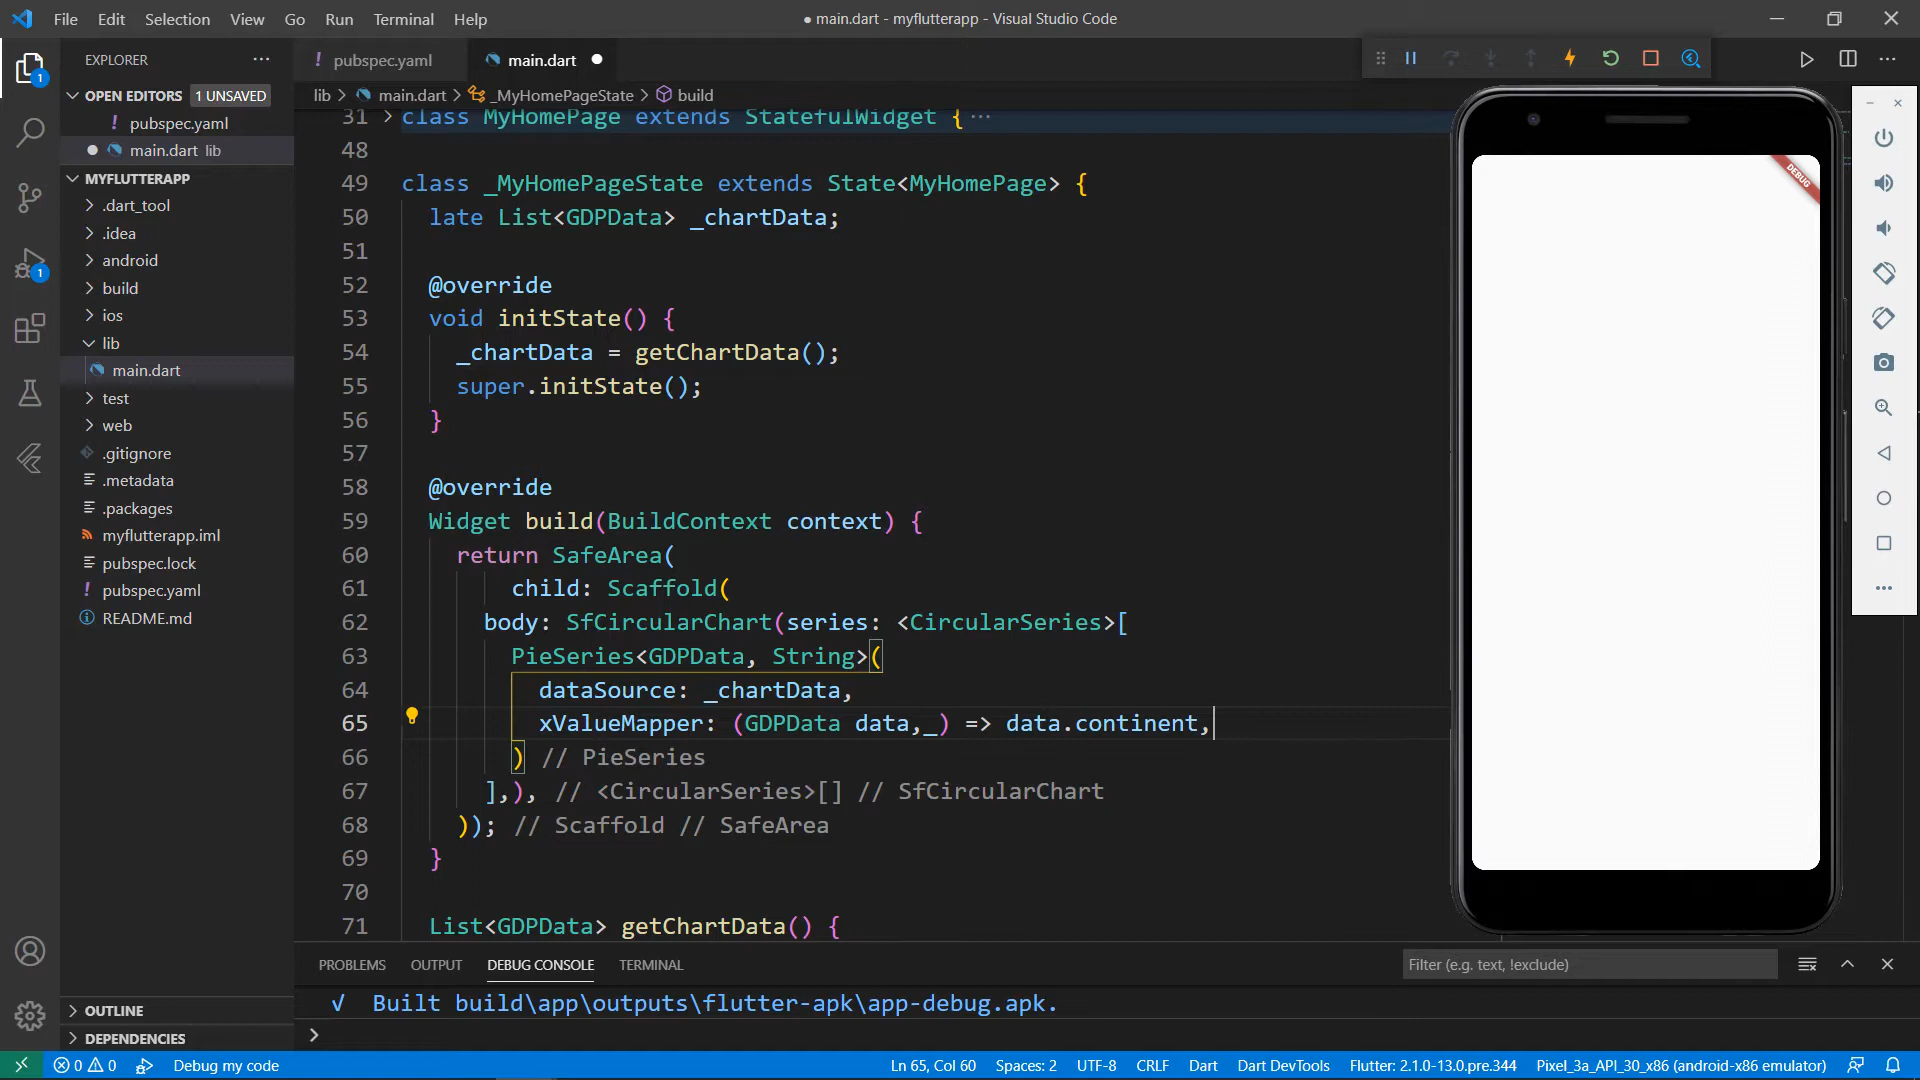 File Edit Selection View Go Run Terminal Help
● main.dart - myflutterapp - Visual Studio Code
EXPLORER
pubspec.yaml
main.dart
OPEN EDITORS 1 UNSAVED
pubspec.yaml
main.dart lib
MYFLUTTERAPP
.dart_tool
.idea
android
build
ios
lib
main.dart
test
web
.gitignore
.metadata
.packages
myflutterapp.iml
pubspec.lock
pubspec.yaml
README.md
OUTLINE
DEPENDENCIES
1
1
lib > main.dart > _MyHomePageState > build
31 class MyHomePage extends StatefulWidget { ...
48
49 class _MyHomePageState extends State<MyHomePage> {
50 late List<GDPData> _chartData;
51
52 @override
53 void initState() {
54 _chartData = getChartData();
55 super.initState();
56 }
57
58 @override
59 Widget build(BuildContext context) {
60 return SafeArea(
61 child: Scaffold(
62 body: SfCircularChart(series: <CircularSeries>[
63 PieSeries<GDPData, String>(
64 dataSource: _chartData,
65 xValueMapper: (GDPData data,_) => data.continent,
66 ) // PieSeries
67 ],), // <CircularSeries>[] // SfCircularChart
68 )); // Scaffold // SafeArea
69 }
70
71 List<GDPData> getChartData() {
DEBUG
PROBLEMS OUTPUT DEBUG CONSOLE TERMINAL
Filter (e.g. text, !exclude)
√ Built build\app\outputs\flutter-apk\app-debug.apk.
>
0 0 Debug my code
Ln 65, Col 60 Spaces: 2 UTF-8 CRLF Dart Dart DevTools Flutter: 2.1.0-13.0.pre.344 Pixel_3a_API_30_x86 (android-x86 emulator)